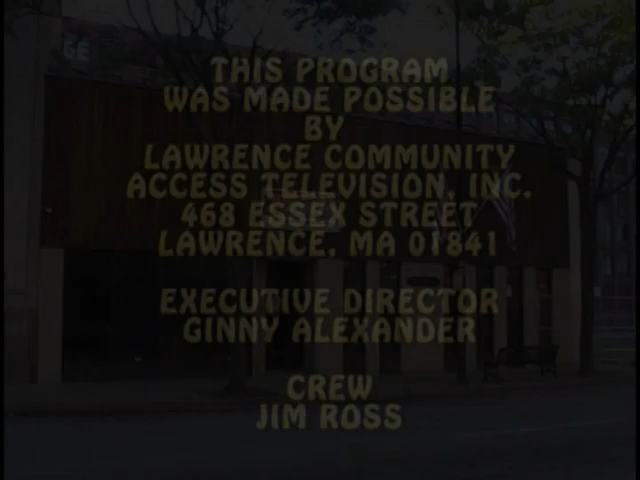 THIS PROGRAM
WAS MADE POSSIBLE
BY
LAWRENCE COMMUNITY
ACCESS TELEVISION, INC.
468 ESSEX STREET
LAWRENCE, MA 01841
EXECUTIVE DIRECTOR
GINNY ALEXANDER
CREW
JIM ROSS